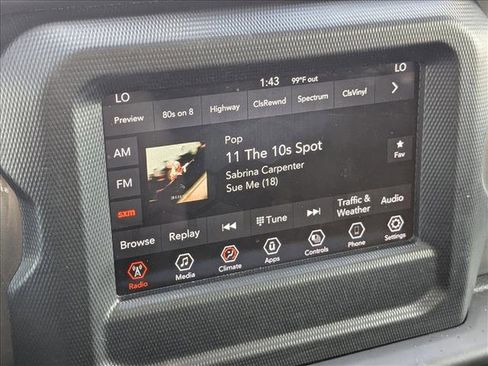 LO 1:43 99°F out LO
Preview 80s on 8 Highway ClsRewnd Spectrum ClsVinyl
AM
FM
sxm
Pop
11 The 10s Spot
Sabrina Carpenter
Sue Me (18)
Fav
Browse Replay Tune Traffic & Weather Audio
Radio Media Climate Apps Controls Phone Settings